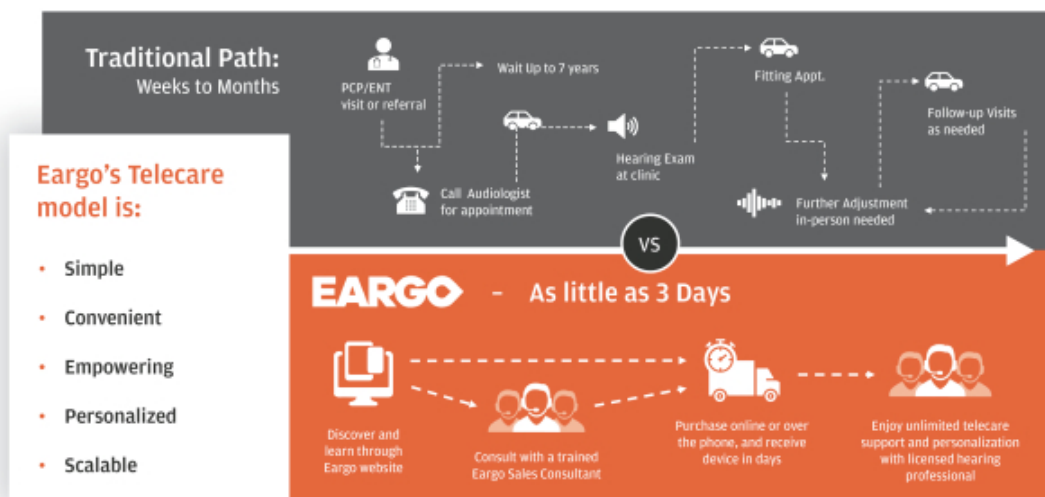 Traditional Path:
Weeks to Months
PCP/ENT
visit or referral
Wait Up to 7 years
Call Audiologist
for appointment
Hearing Exam
at clinic
Fitting Appt.
Further Adjustment
in-person needed
Follow-up Visits
as needed
VS
Eargo's Telecare
model is:
• Simple
• Convenient
• Empowering
• Personalized
• Scalable
EARGO - As little as 3 Days
Discover and
learn through
Eargo website
Consult with a trained
Eargo Sales Consultant
Purchase online or over
the phone, and receive
device in days
Enjoy unlimited telecare
support and personalization
with licensed hearing
professional